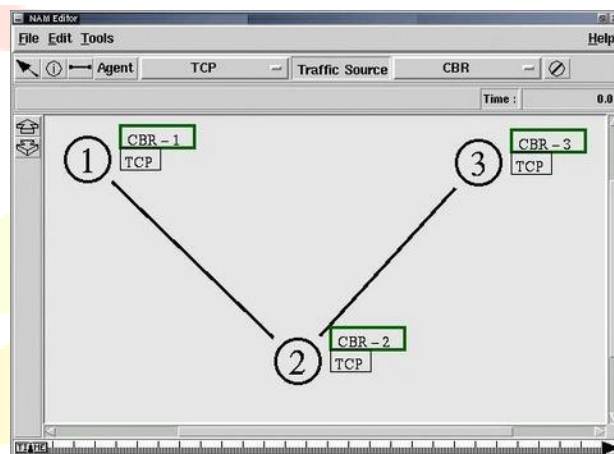 NAM Editor
File Edit Tools Help
Agent TCP Traffic Source CBR
Time : 0.0
1 CBR – 1
TCP
3 CBR – 3
TCP
2 CBR – 2
TCP
TIME